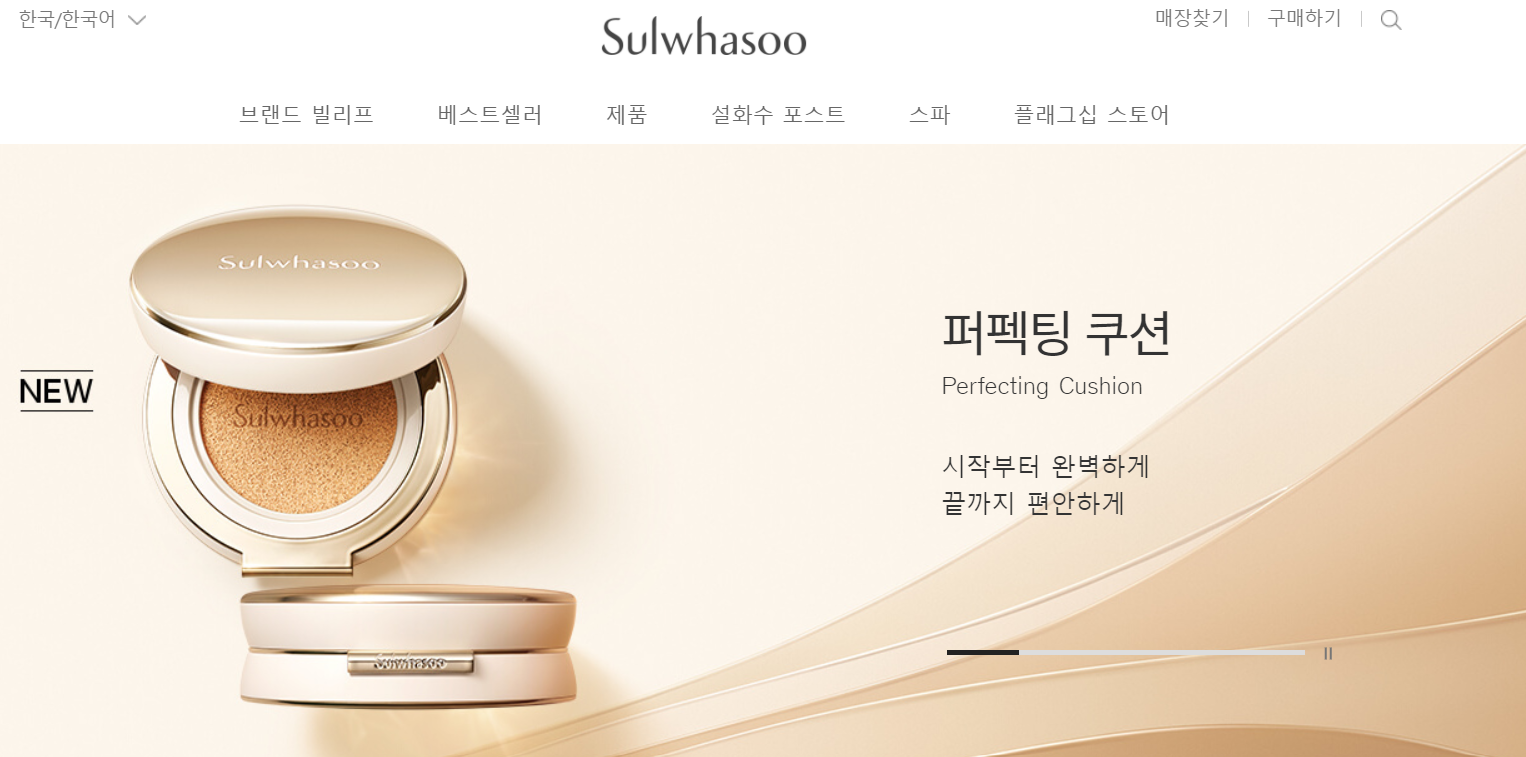 한국/한국어
Sulwhasoo
매장찾기
구매하기
브랜드 빌리프
베스트셀러
제품
설화수 포스트
스파
플래그십 스토어
Sulwhasoo
NEW
Sulwhasoo
퍼펙팅 쿠션
Perfecting Cushion
시작부터 완벽하게
끝까지 편안하게
Sulwhasoo